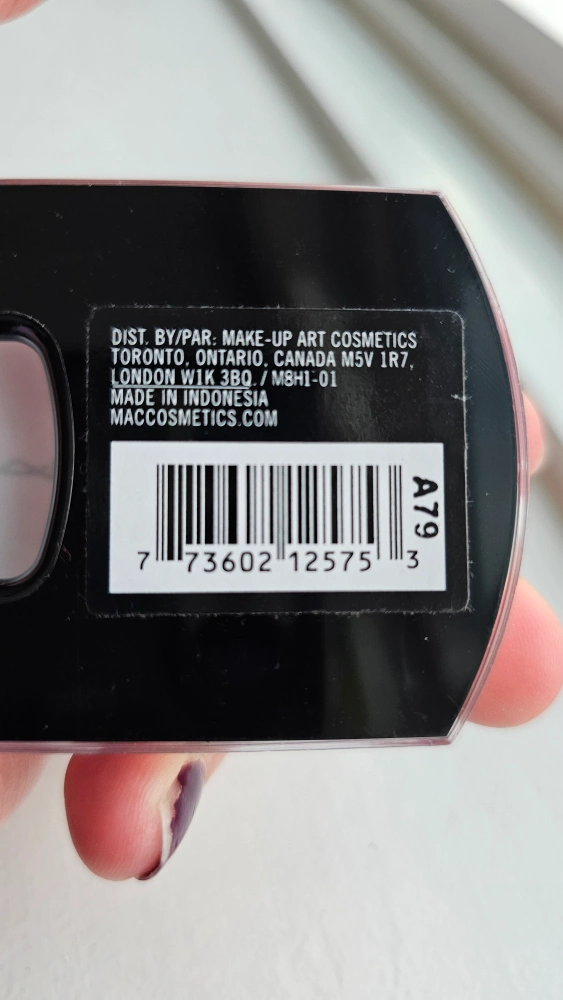 DIST. BY/PAR: MAKE-UP ART COSMETICS
TORONTO, ONTARIO, CANADA M5V 1R7,
LONDON W1K 3BQ. / M8H1-01
MADE IN INDONESIA
MACCOSMETICS.COM
A79
7 73602 12575 3